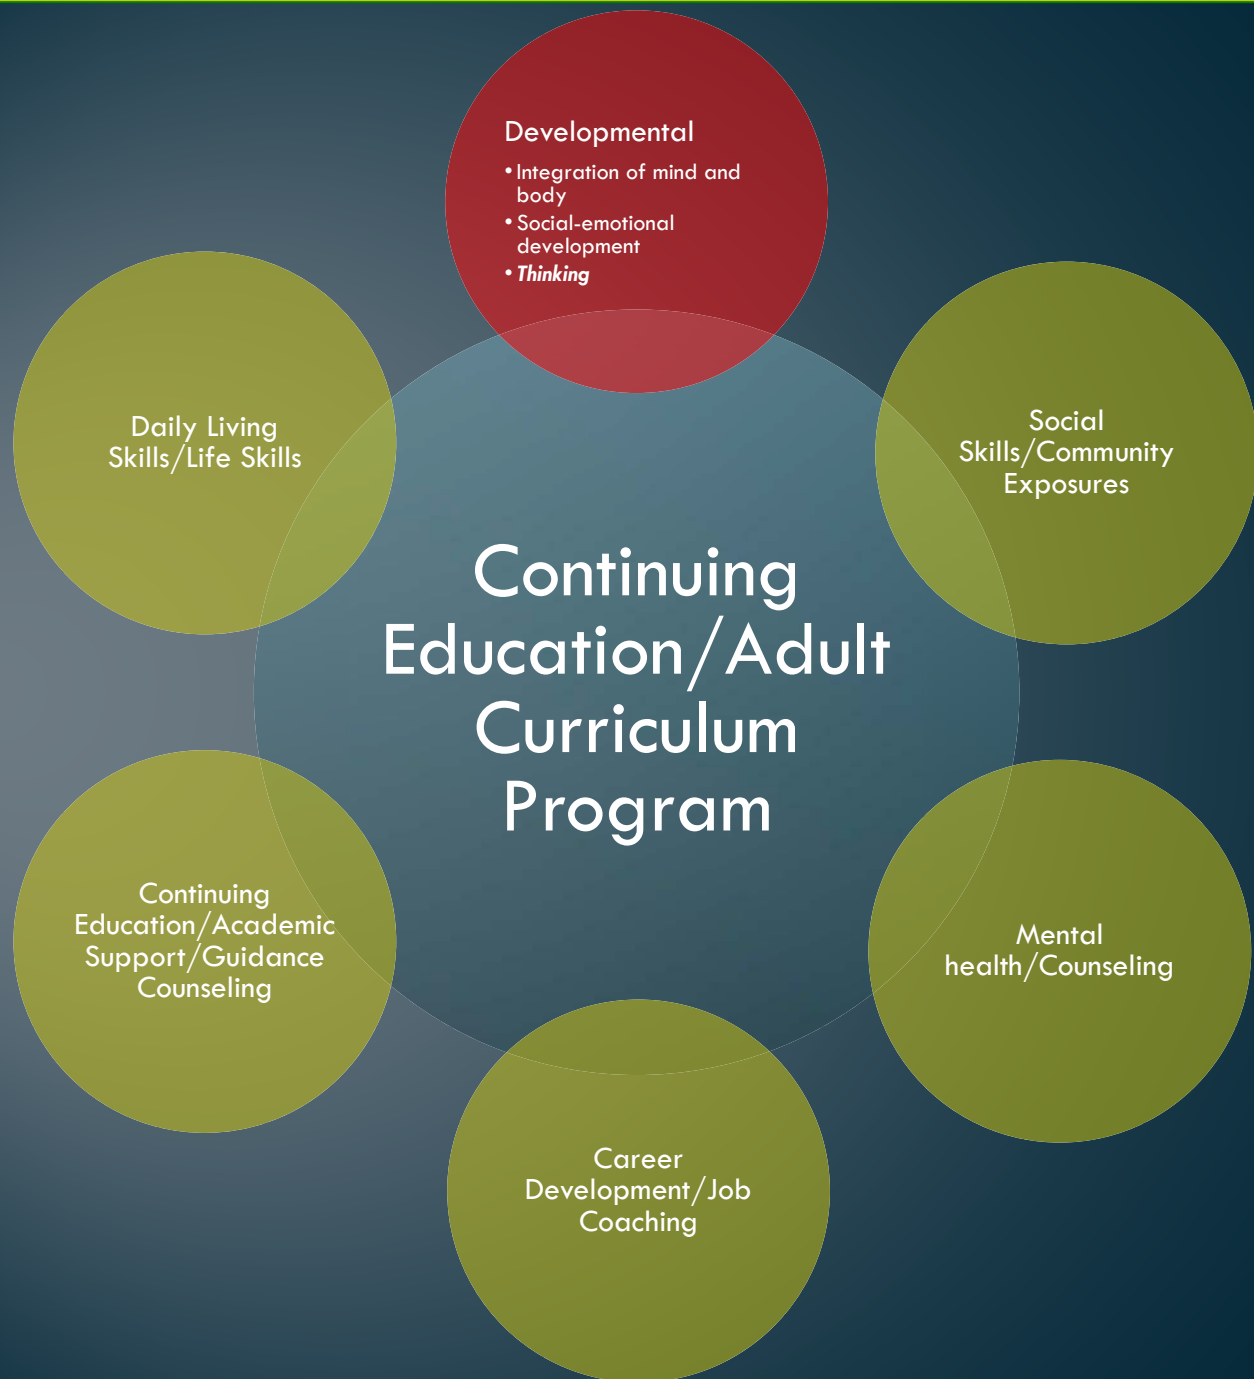 Developmental
• Integration of mind and
body
• Social-emotional
development
• Thinking
Daily Living
Skills/Life Skills
Social
Skills/Community
Exposures
Continuing
Education/Adult
Curriculum
Program
Continuing
Education/Academic
Support/Guidance
Counseling
Mental
health/Counseling
Career
Development/Job
Coaching